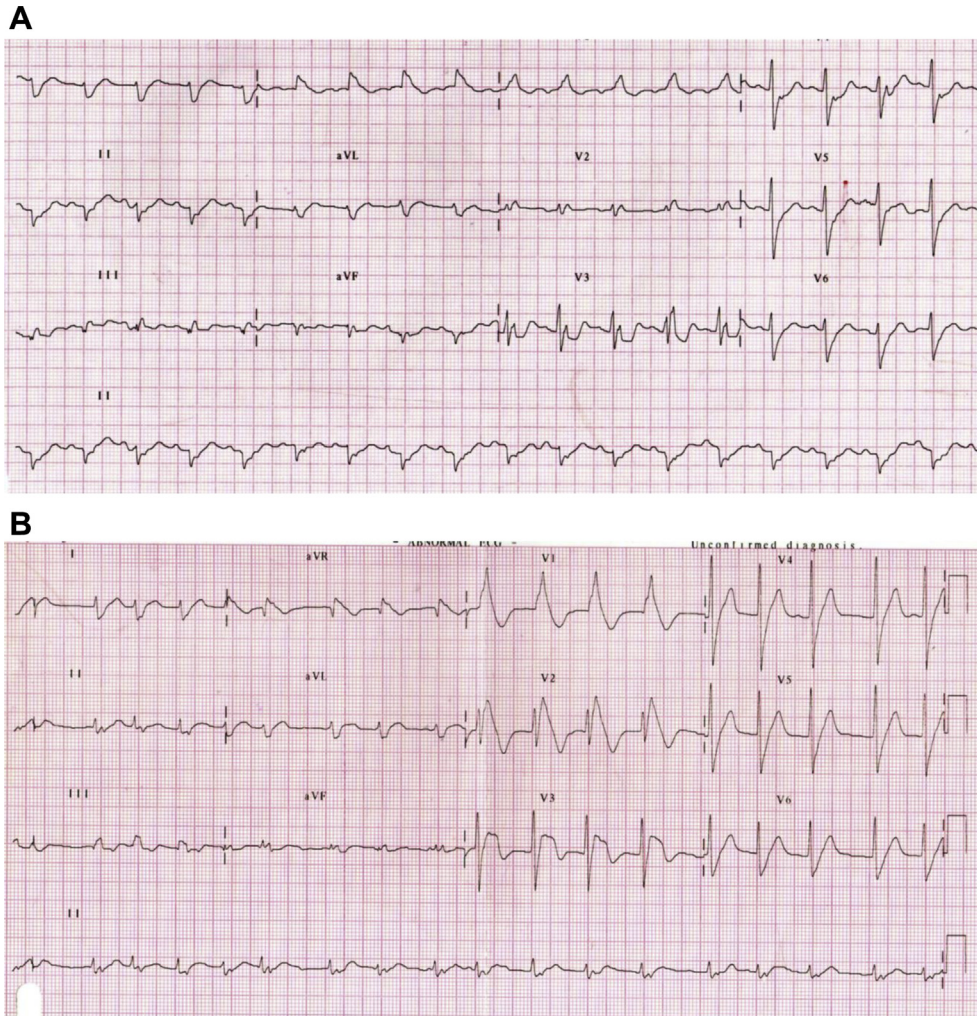 A
II aVL V2 V5
III aVF V3 V6
II
B
- ABNORMAL ECG - Unconfirmed diagnosis.
I aVR V1 V4
II aVL V2 V5
III aVF V3 V6
II